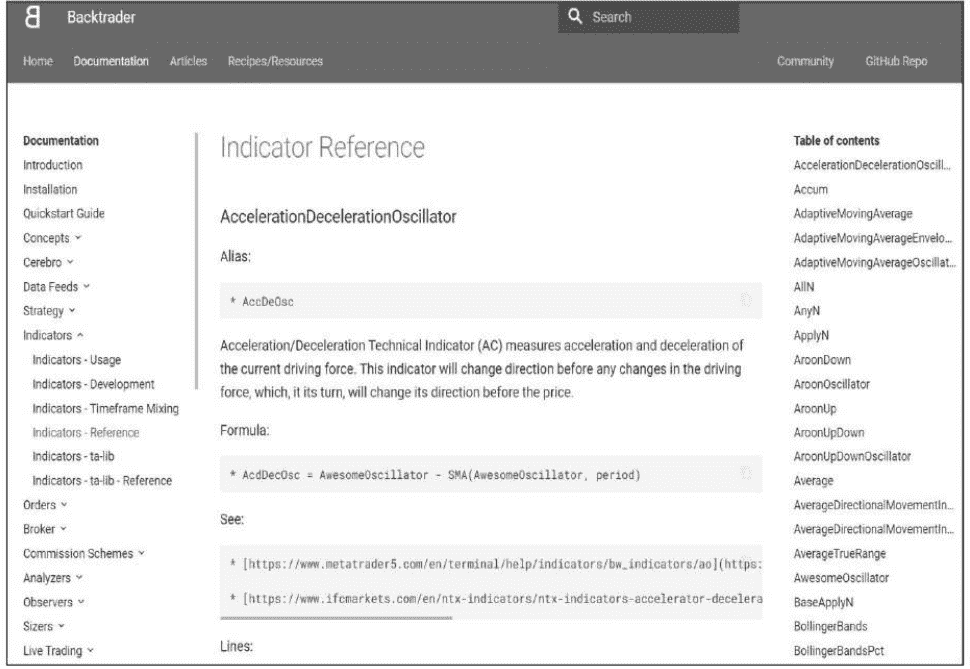 Backtrader
Search
Home Documentation Articles Recipes/Resources Community GitHub Repo
Documentation
Introduction
Installation
Quickstart Guide
Concepts
Cerebro
Data Feeds
Strategy
Indicators
Indicators - Usage
Indicators - Development
Indicators - Timeframe Mixing
Indicators - Reference
Indicators - ta-lib
Indicators - ta-lib - Reference
Orders
Broker
Commission Schemes
Analyzers
Observers
Sizers
Live Trading
Indicator Reference
AccelerationDecelerationOscillator
Alias:
* AccDeOsc
Acceleration/Deceleration Technical Indicator (AC) measures acceleration and deceleration of
the current driving force. This indicator will change direction before any changes in the driving
force, which, it its turn, will change its direction before the price.
Formula:
* AcdDecOsc = AwesomeOscillator - SMA(AwesomeOscillator, period)
See:
* [https://www.metatrader5.com/en/terminal/help/indicators/bw_indicators/ao](https:
* [https://www.ifcmarkets.com/en/ntx-indicators/ntx-indicators-accelerator-decelera
Lines:
Table of contents
AccelerationDecelerationOscill...
Accum
AdaptiveMovingAverage
AdaptiveMovingAverageEnvelo...
AdaptiveMovingAverageOscillat...
AllN
AnyN
ApplyN
AroonDown
AroonOscillator
AroonUp
AroonUpDown
AroonUpDownOscillator
Average
AverageDirectionalMovementIn...
AverageDirectionalMovementIn...
AverageTrueRange
AwesomeOscillator
BaseApplyN
BollingerBands
BollingerBandsPct